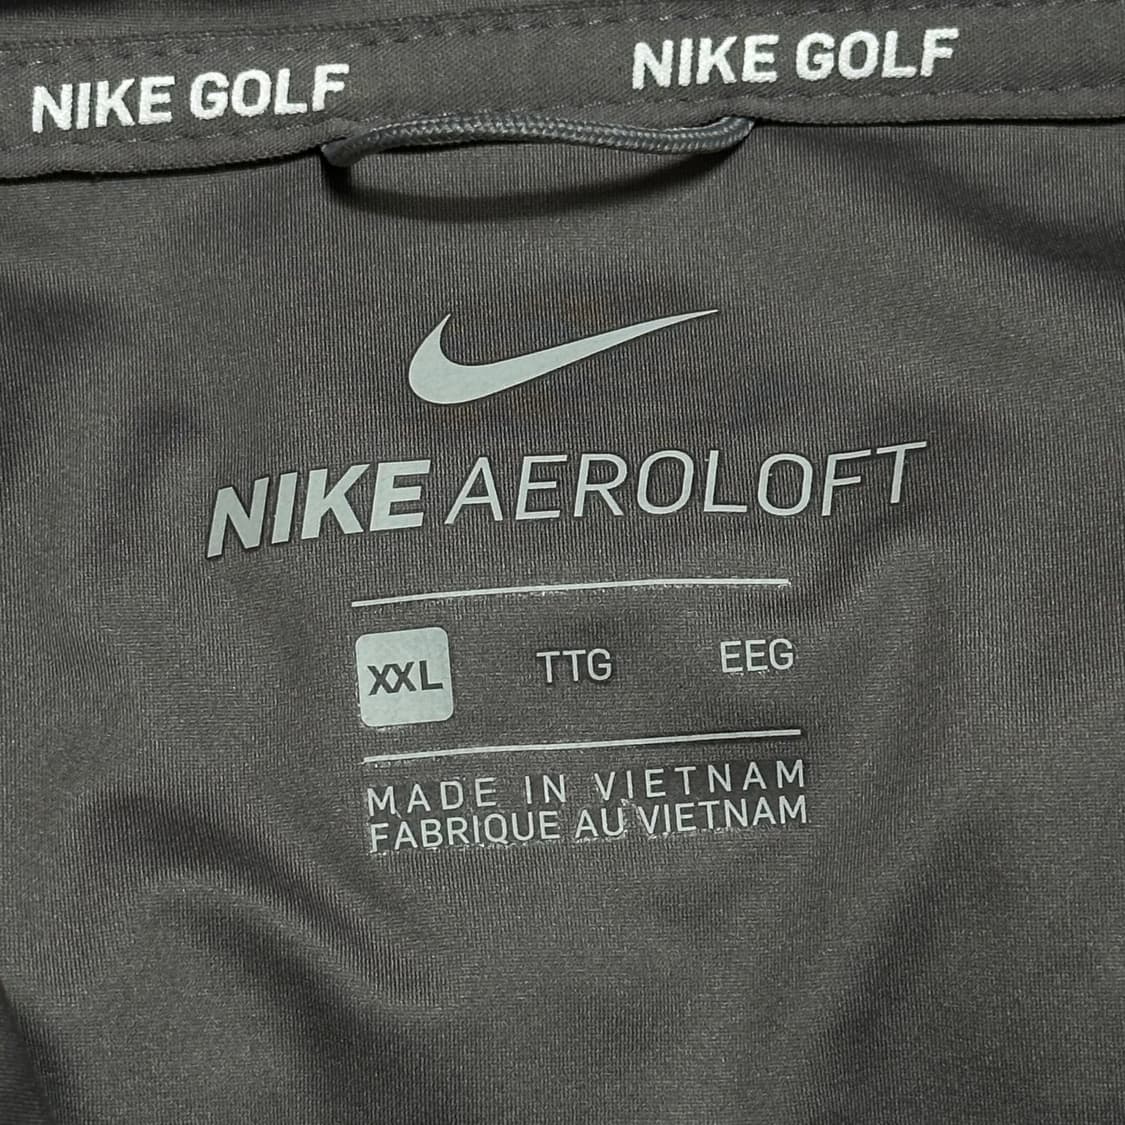 NIKE GOLF NIKE GOLF
NIKE AEROLOFT
XXL TTG EEG
MADE IN VIETNAM
FABRIQUE AU VIETNAM